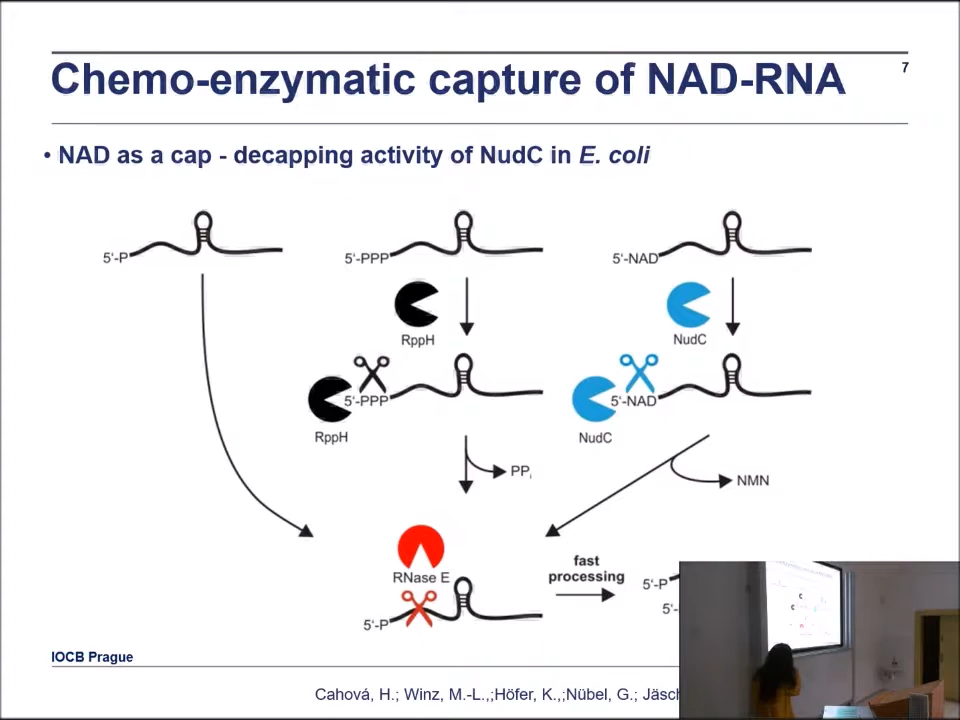 Chemo-enzymatic capture of NAD-RNA
7
• NAD as a cap - decapping activity of NudC in E. coli
5'-P
5'-PPP
5'-NAD
RppH
NudC
5'-PPP
5'-NAD
RppH
NudC
PPi
NMN
RNase E
fast
processing
5'-P
5'-P
5'-
IOCB Prague
Cahová, H.; Winz, M.-L.,;Höfer, K.,;Nübel, G.; Jäsch